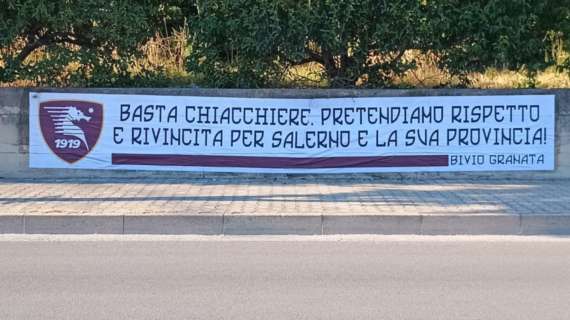 BASTA CHIACCHIERE. PRETENDIAMO RISPETTO
E RIVINCITA PER SALERNO E LA SUA PROVINCIA!
1919
BIVIO GRANATA